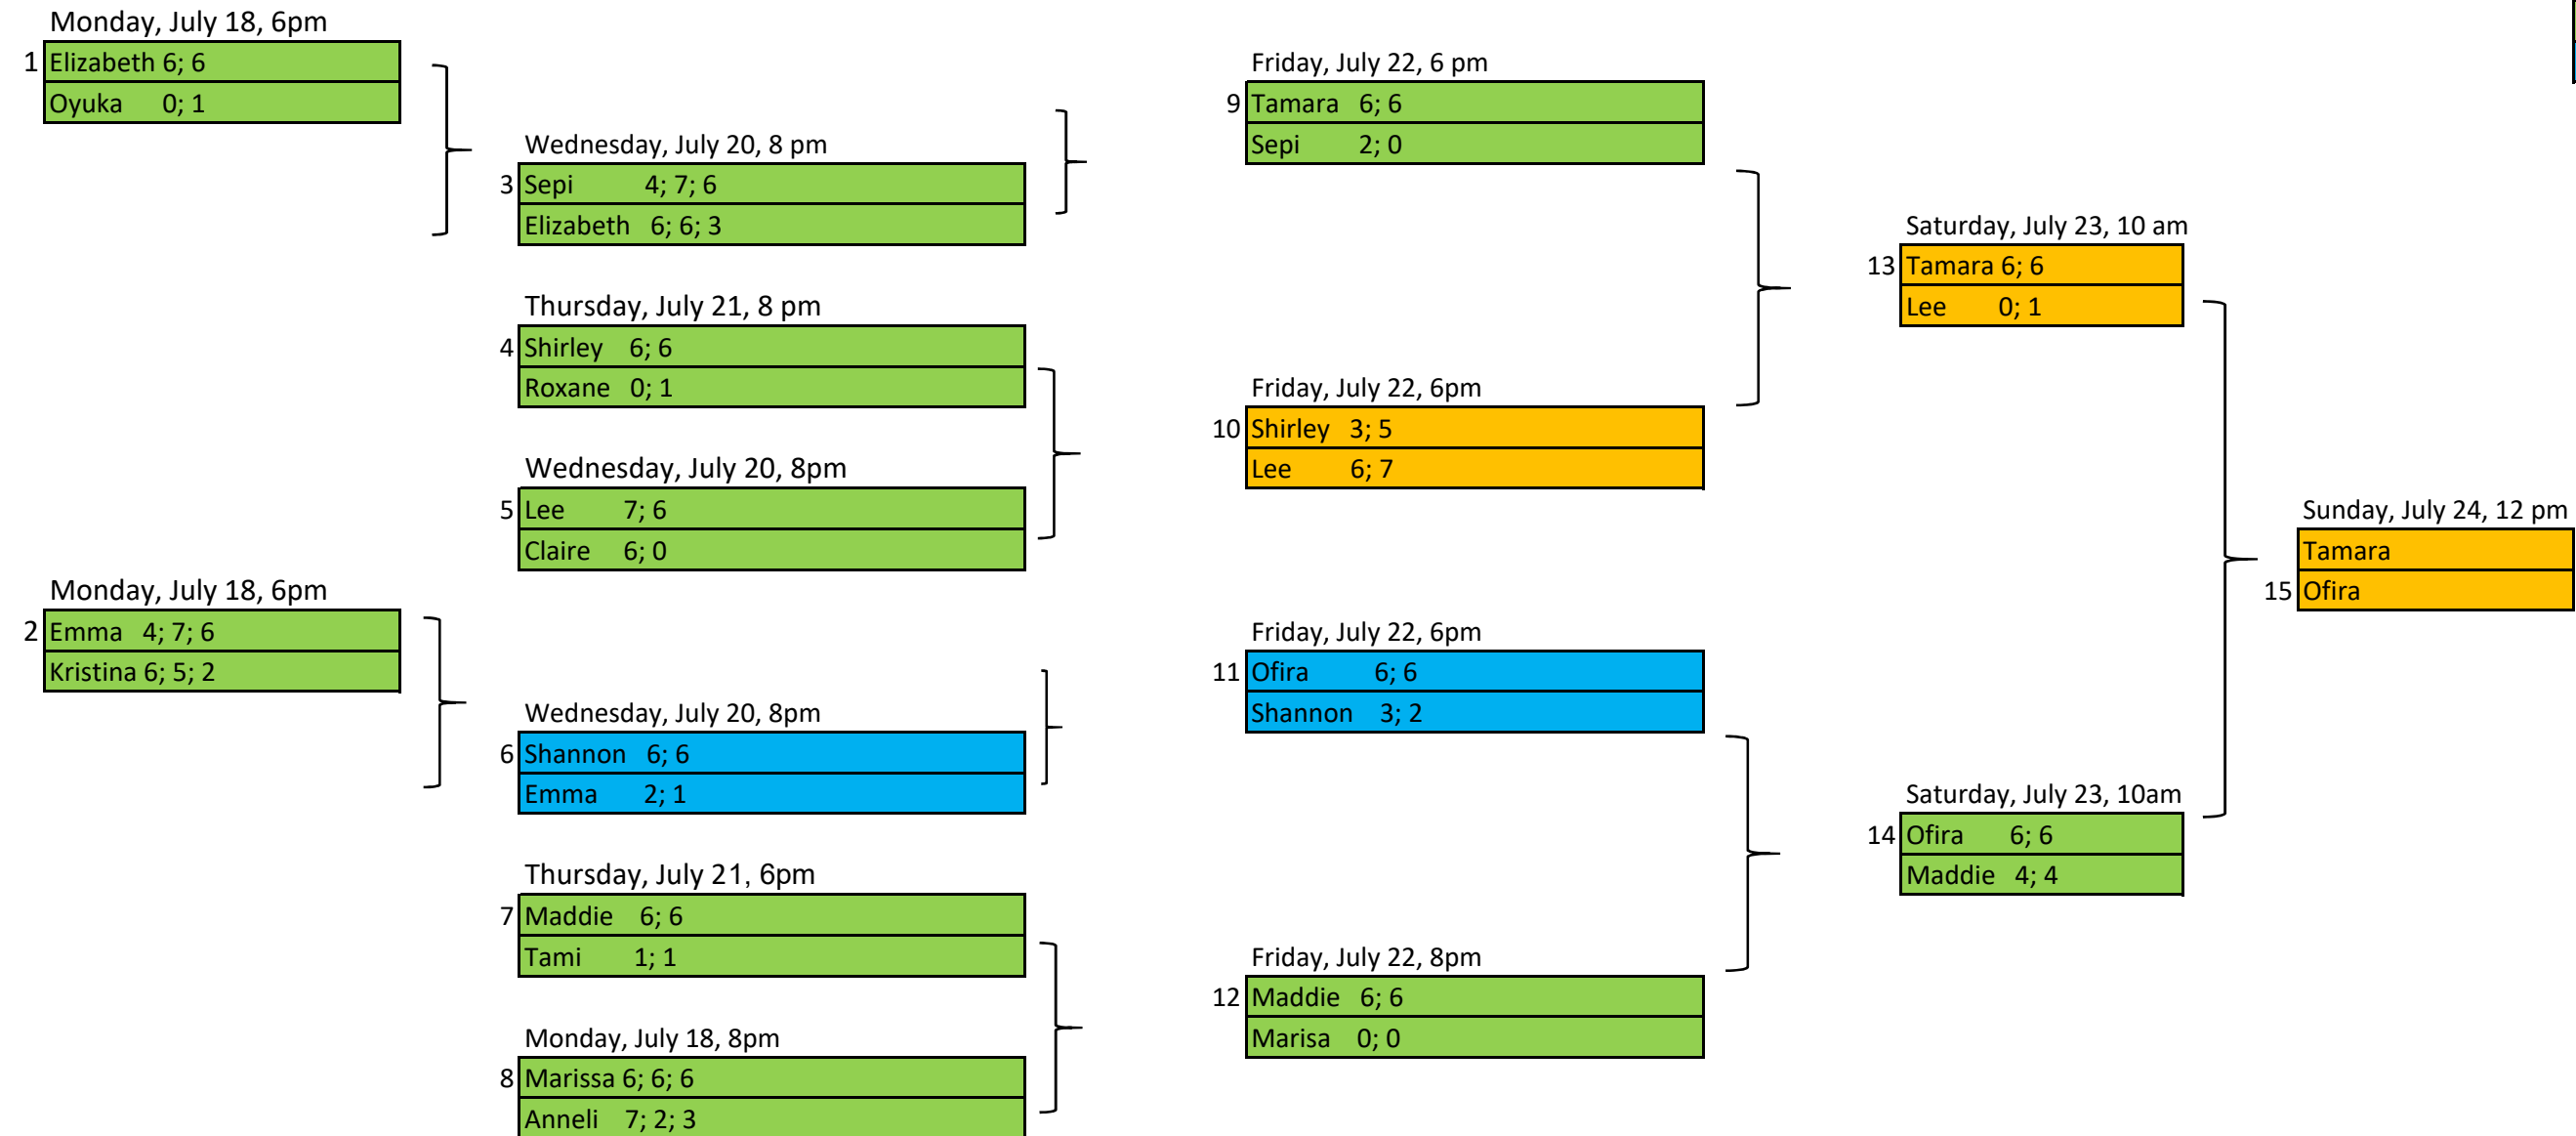 Monday, July 18, 6pm
1 Elizabeth 6; 6
Oyuka 0; 1
Wednesday, July 20, 8 pm
3 Sepi 4; 7; 6
Elizabeth 6; 6; 3
Thursday, July 21, 8 pm
4 Shirley 6; 6
Roxane 0; 1
Wednesday, July 20, 8pm
5 Lee 7; 6
Claire 6; 0
Monday, July 18, 6pm
2 Emma 4; 7; 6
Kristina 6; 5; 2
Wednesday, July 20, 8pm
6 Shannon 6; 6
Emma 2; 1
Thursday, July 21, 6pm
7 Maddie 6; 6
Tami 1; 1
Monday, July 18, 8pm
8 Marissa 6; 6; 6
Anneli 7; 2; 3
Friday, July 22, 6 pm
9 Tamara 6; 6
Sepi 2; 0
Friday, July 22, 6pm
10 Shirley 3; 5
Lee 6; 7
Friday, July 22, 6pm
11 Ofira 6; 6
Shannon 3; 2
Friday, July 22, 8pm
12 Maddie 6; 6
Marisa 0; 0
Saturday, July 23, 10 am
13 Tamara 6; 6
Lee 0; 1
Saturday, July 23, 10am
14 Ofira 6; 6
Maddie 4; 4
Sunday, July 24, 12 pm
Tamara
15 Ofira